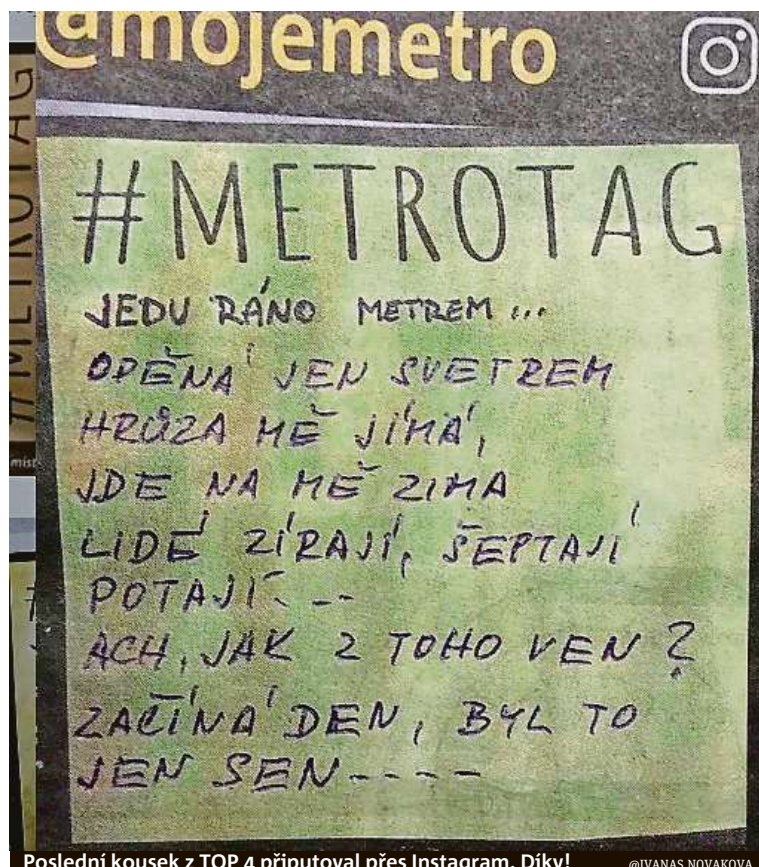 @mojemetro
#METROTAG
JEDU RÁNO METREM...
ODĚNÁ JEN SVETREM
HRŮZA MĚ JÍMÁ,
JDE NA MĚ ZIMA
LIDÉ ZÍRAJÍ, ŠEPTAJÍ
POTAJÍ---
ACH, JAK Z TOHO VEN?
ZAČÍNÁ DEN, BYL TO
JEN SEN----
Poslední kousek z TOP 4 připutoval přes Instagram. Díky!
@IVANAS.NOVAKOVA
#METROTAG
míst